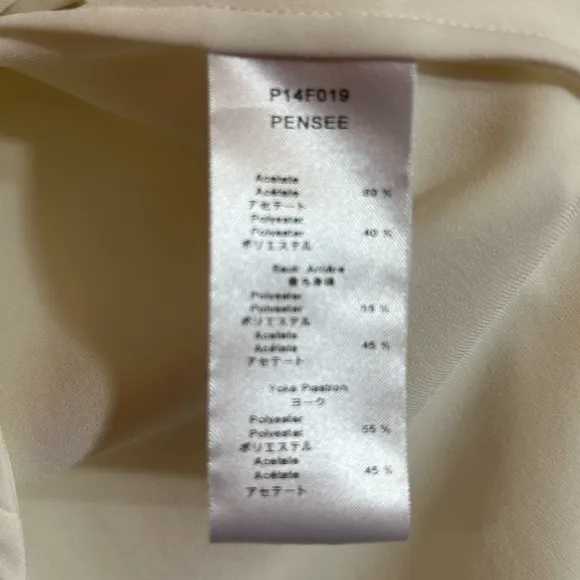 P14F019
PENSEE
Acetate
Acétate 60 %
アセテート
Polyester
Polyester 40 %
ポリエステル
Back Arrière
後ろ身頃
Polyester
Polyester 55 %
ポリエステル
Acetate
Acétate 45 %
アセテート
Yoke Plastron
ヨーク
Polyester
Polyester 55 %
ポリエステル
Acetate
Acétate 45 %
アセテート